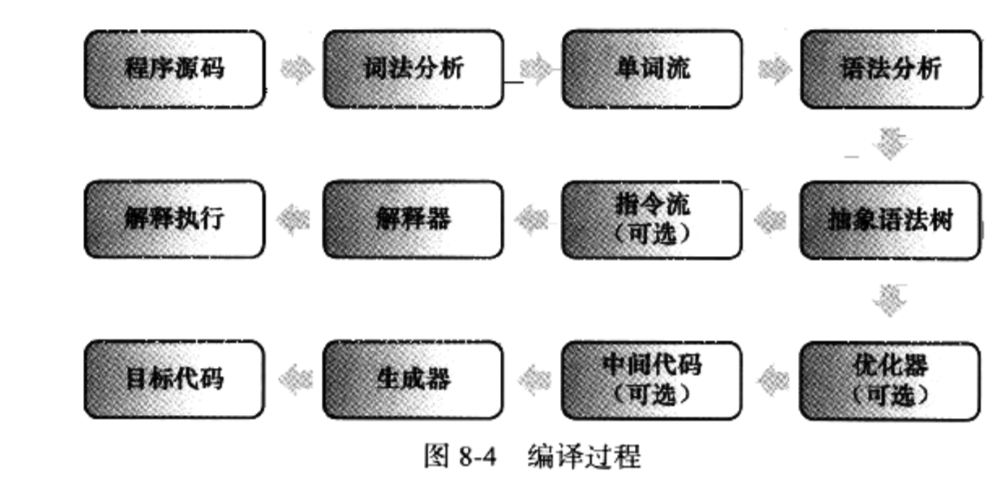 程序源码
词法分析
单词流
语法分析
解释执行
解释器
指令流
（可选）
抽象语法树
目标代码
生成器
中间代码
（可选）
优化器
（可选）
图 8-4 编译过程